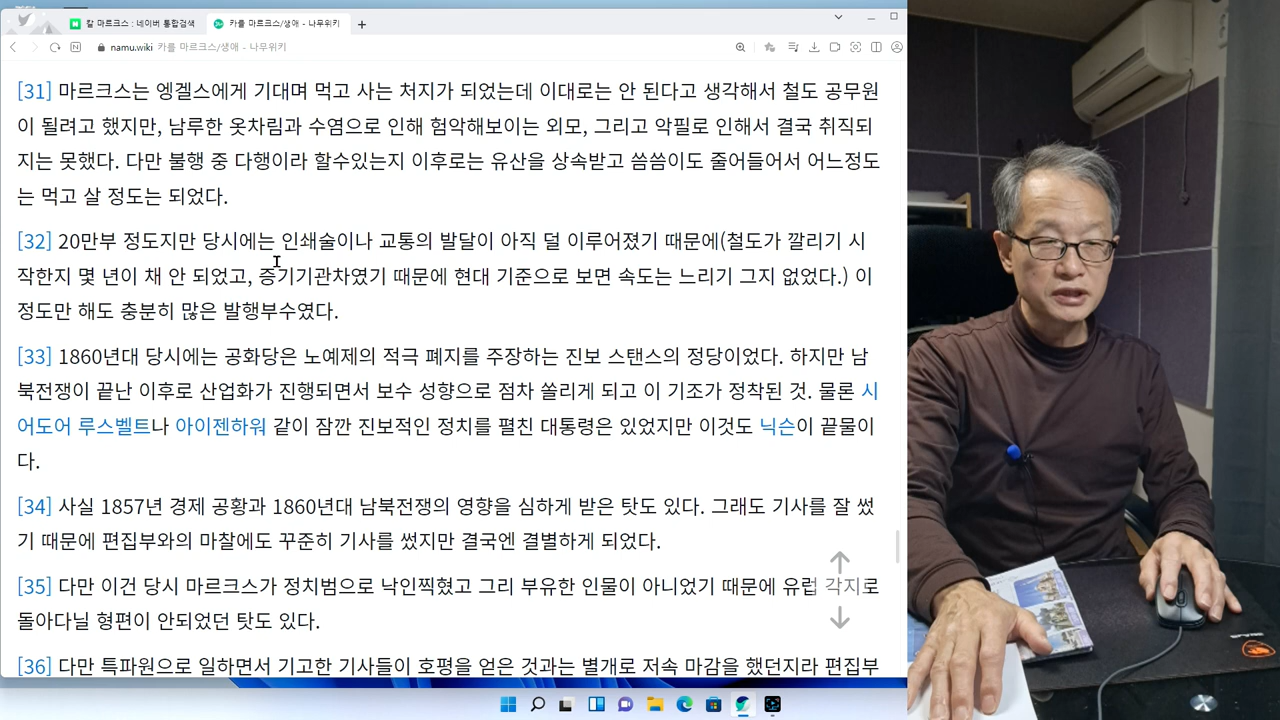 칼 마르크스 : 네이버 통합검색
카를 마르크스/생애 - 나무위키
namu.wiki 카를 마르크스/생애 - 나무위키
[31] 마르크스는 엥겔스에게 기대며 먹고 사는 처지가 되었는데 이대로는 안 된다고 생각해서 철도 공무원
이 될려고 했지만, 남루한 옷차림과 수염으로 인해 험악해보이는 외모, 그리고 악필로 인해서 결국 취직되
지는 못했다. 다만 불행 중 다행이라 할수있는지 이후로는 유산을 상속받고 씀씀이도 줄어들어서 어느정도
는 먹고 살 정도는 되었다.
[32] 20만부 정도지만 당시에는 인쇄술이나 교통의 발달이 아직 덜 이루어졌기 때문에(철도가 깔리기 시
작한지 몇 년이 채 안 되었고, 증기기관차였기 때문에 현대 기준으로 보면 속도는 느리기 그지 없었다.) 이
정도만 해도 충분히 많은 발행부수였다.
[33] 1860년대 당시에는 공화당은 노예제의 적극 폐지를 주장하는 진보 스탠스의 정당이었다. 하지만 남
북전쟁이 끝난 이후로 산업화가 진행되면서 보수 성향으로 점차 쏠리게 되고 이 기조가 정착된 것. 물론 시
어도어 루스벨트나 아이젠하워 같이 잠깐 진보적인 정치를 펼친 대통령은 있었지만 이것도 닉슨이 끝물이
다.
[34] 사실 1857년 경제 공황과 1860년대 남북전쟁의 영향을 심하게 받은 탓도 있다. 그래도 기사를 잘 썼
기 때문에 편집부와의 마찰에도 꾸준히 기사를 썼지만 결국엔 결별하게 되었다.
[35] 다만 이건 당시 마르크스가 정치범으로 낙인찍혔고 그리 부유한 인물이 아니었기 때문에 유럽 각지로
돌아다닐 형편이 안되었던 탓도 있다.
[36] 다만 특파원으로 일하면서 기고한 기사들이 호평을 얻은 것과는 별개로 저속 마감을 했던지라 편집부